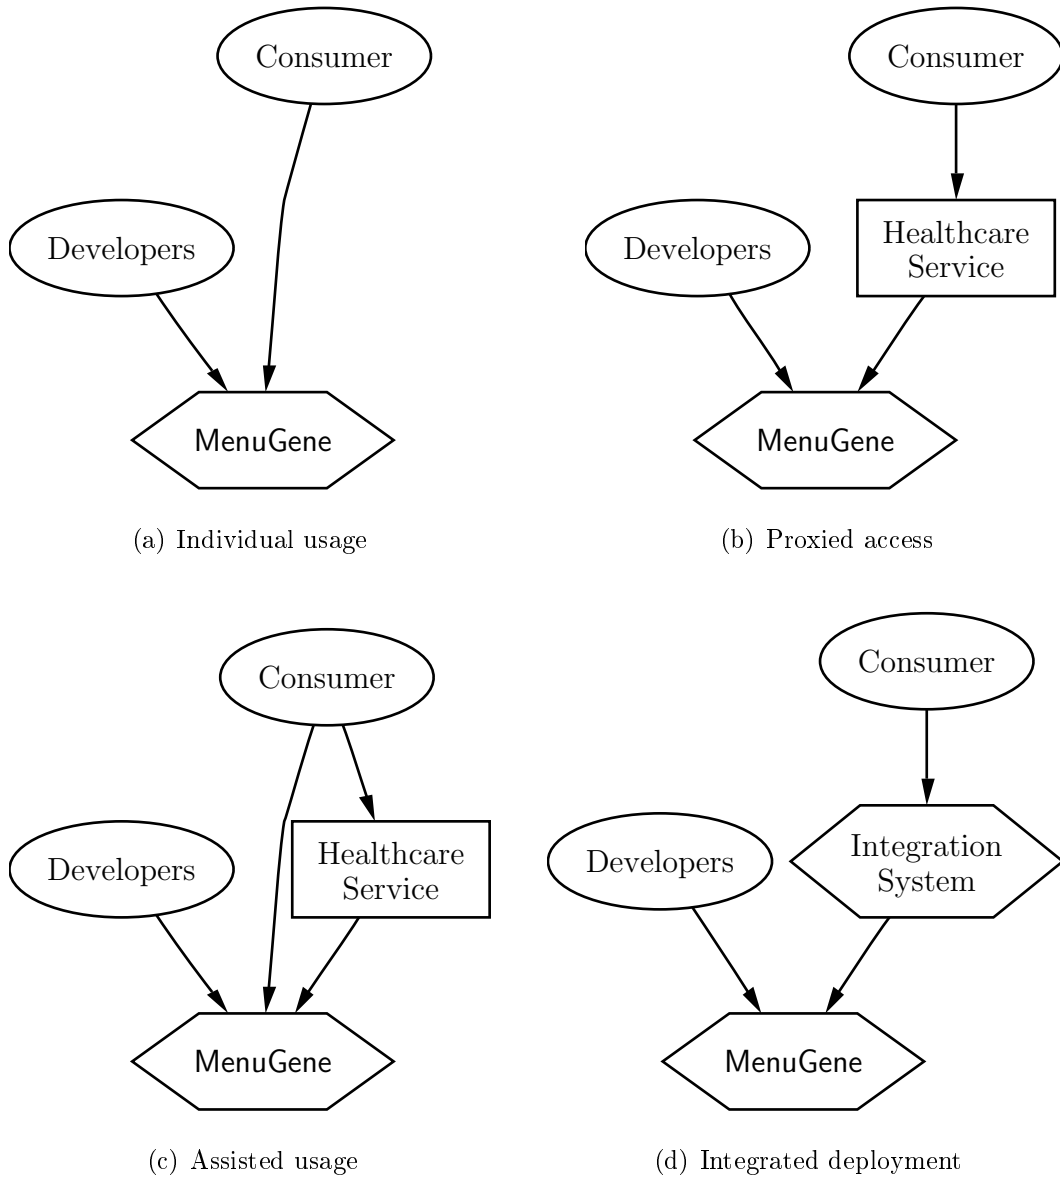 Consumer
Developers
MenuGene
(a) Individual usage
Consumer
Developers
Healthcare
Service
MenuGene
(b) Proxied access
Consumer
Developers
Healthcare
Service
MenuGene
(c) Assisted usage
Consumer
Developers
Integration
System
MenuGene
(d) Integrated deployment